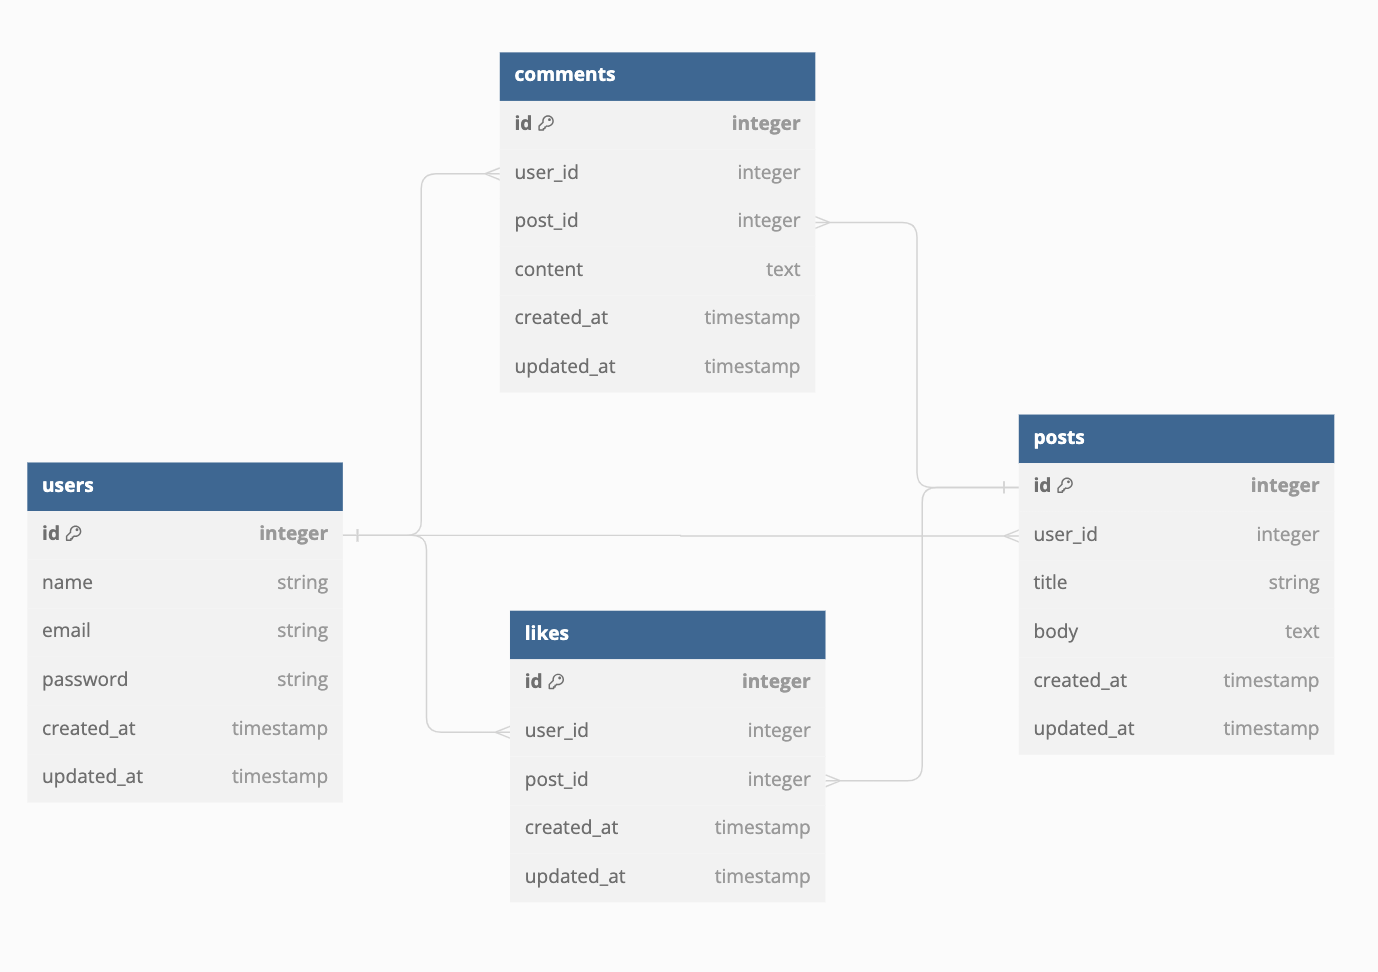 comments
id integer
user_id integer
post_id integer
content text
created_at timestamp
updated_at timestamp
users
id integer
name string
email string
password string
created_at timestamp
updated_at timestamp
likes
id integer
user_id integer
post_id integer
created_at timestamp
updated_at timestamp
posts
id integer
user_id integer
title string
body text
created_at timestamp
updated_at timestamp